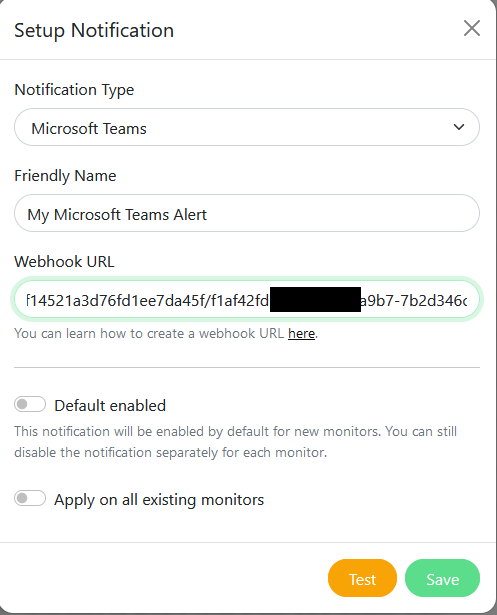 Setup Notification
Notification Type
Microsoft Teams
Friendly Name
My Microsoft Teams Alert
Webhook URL
f14521a3d76fd1ee7da45f/f1af42fd a9b7-7b2d346c
You can learn how to create a webhook URL here.
Default enabled
This notification will be enabled by default for new monitors. You can still
disable the notification separately for each monitor.
Apply on all existing monitors
Test
Save